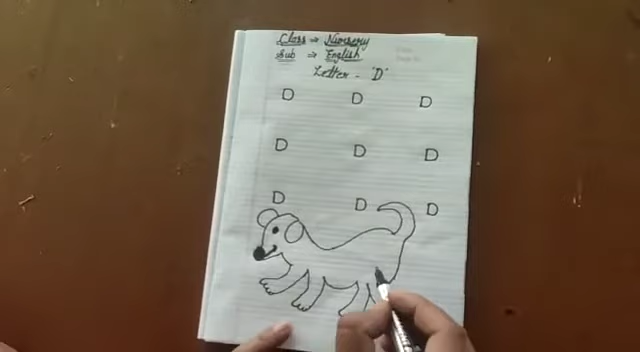 Class ⇒ Nursery
Sub ⇒ English
Letter - 'D'
D D D
D D D
D D D